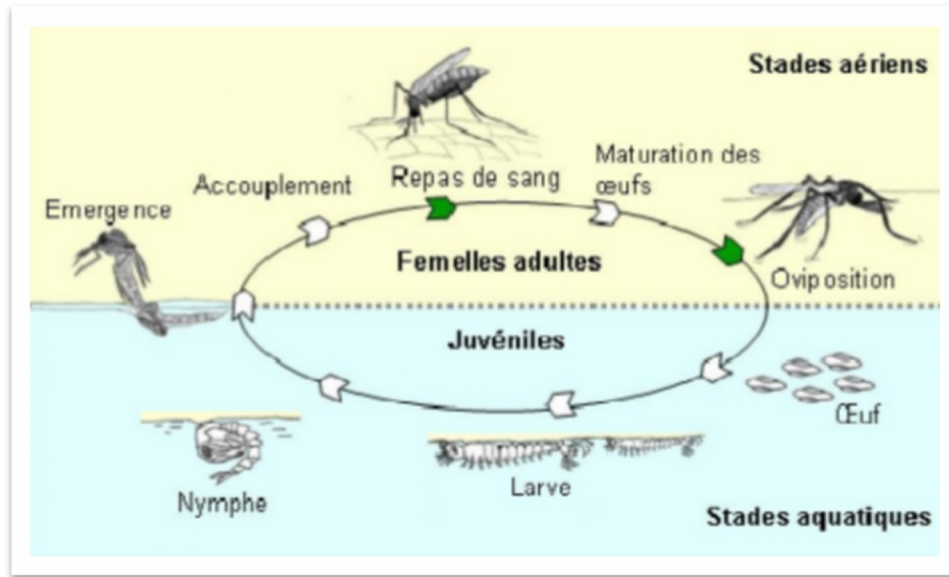 Stades aériens
Maturation des
œufs
Repas de sang
Accouplement
Emergence
Femelles adultes
Oviposition
Juvéniles
Œuf
Larve
Nymphe
Stades aquatiques